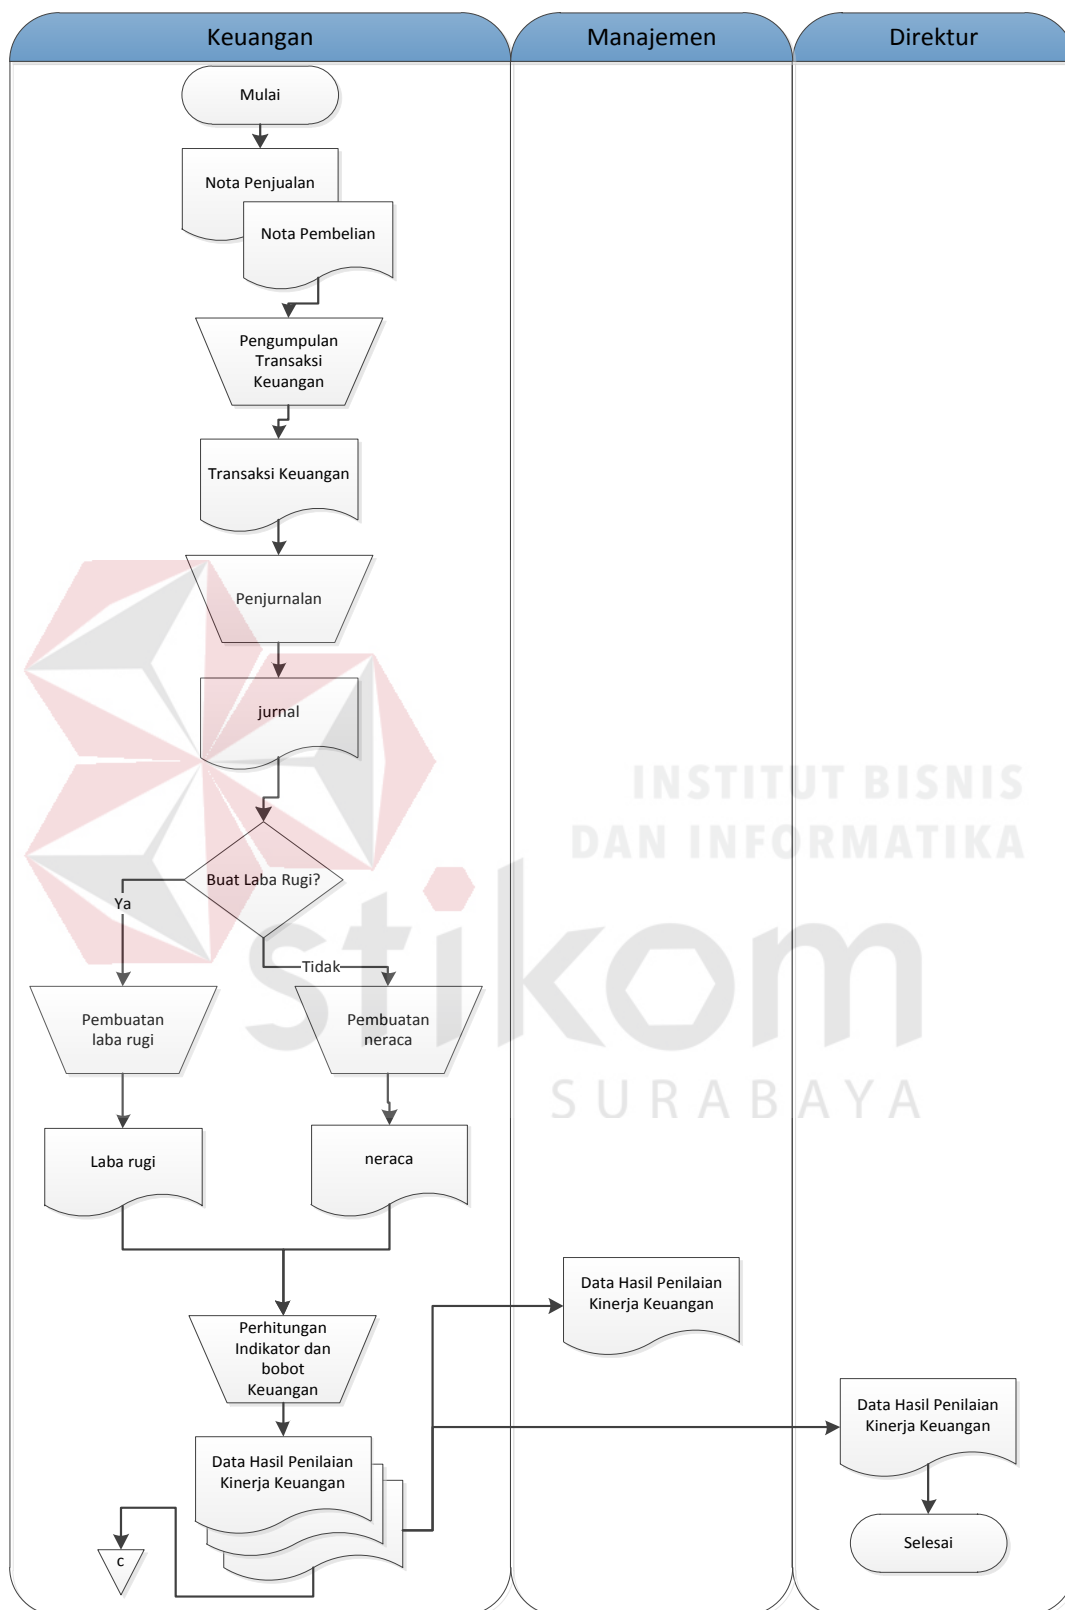 Keuangan
Manajemen
Direktur
Mulai
Nota Penjualan
Nota Pembelian
Pengumpulan
Transaksi
Keuangan
Transaksi Keuangan
Penjurnalan
jurnal
INSTITUT BISNIS
DAN INFORMATIKA
Buat Laba Rugi?
Ya
stikom
Tidak
Pembuatan
laba rugi
Pembuatan
neraca
SURABAYA
Laba rugi
neraca
Data Hasil Penilaian
Kinerja Keuangan
Perhitungan
Indikator dan
bobot
Keuangan
Data Hasil Penilaian
Kinerja Keuangan
Data Hasil Penilaian
Kinerja Keuangan
Selesai
c